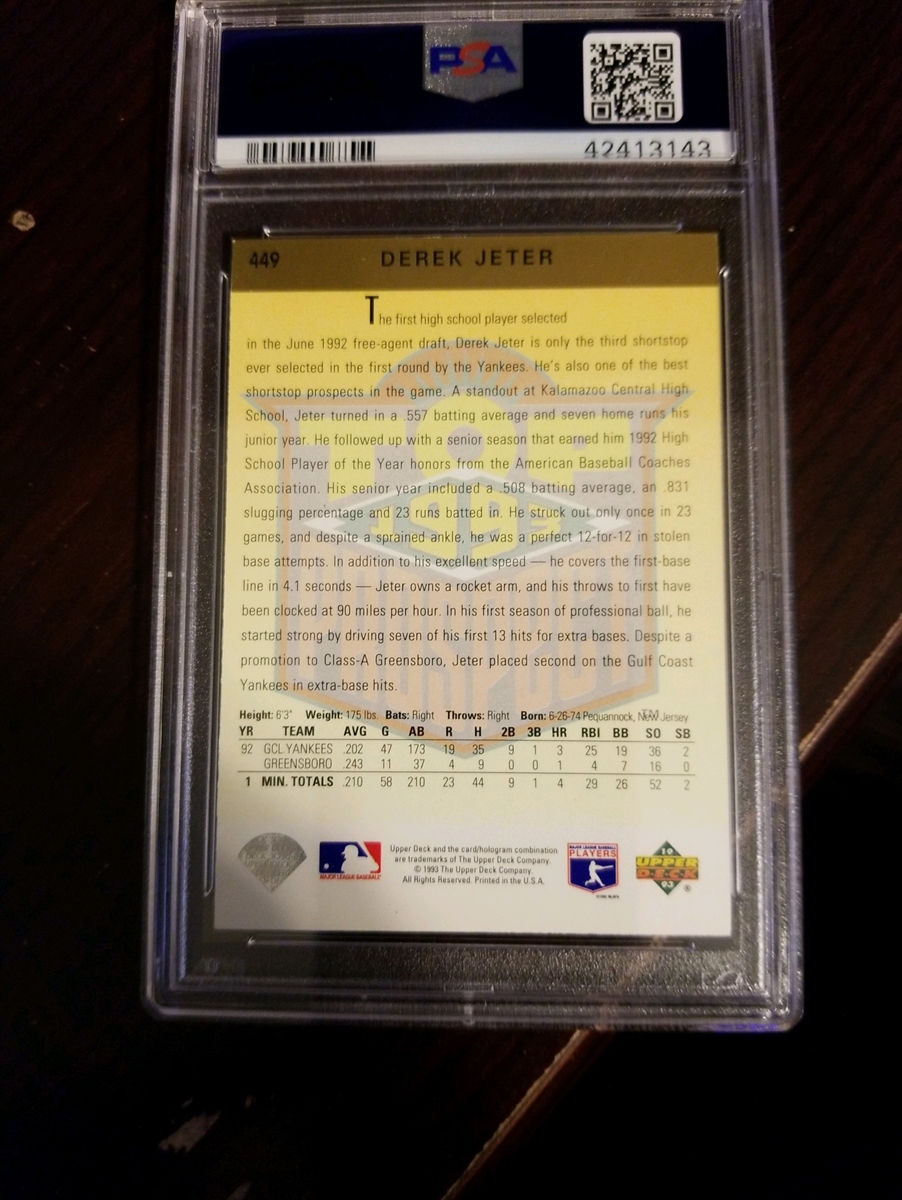 PSA
42413143
449 DEREK JETER
The first high school player selected
in the June 1992 free-agent draft, Derek Jeter is only the third shortstop
ever selected in the first round by the Yankees. He's also one of the best
shortstop prospects in the game. A standout at Kalamazoo Central High
School, Jeter turned in a .557 batting average and seven home runs his
junior year. He followed up with a senior season that earned him 1992 High
School Player of the Year honors from the American Baseball Coaches
Association. His senior year included a .508 batting average, an .831
slugging percentage and 23 runs batted in. He struck out only once in 23
games, and despite a sprained ankle, he was a perfect 12-for-12 in stolen
base attempts. In addition to his excellent speed — he covers the first-base
line in 4.1 seconds — Jeter owns a rocket arm, and his throws to first have
been clocked at 90 miles per hour. In his first season of professional ball, he
started strong by driving seven of his first 13 hits for extra bases. Despite a
promotion to Class-A Greensboro, Jeter placed second on the Gulf Coast
Yankees in extra-base hits.
TOP
1993
PROSPECT
TM
Height: 6'3" Weight: 175 lbs. Bats: Right Throws: Right Born: 6-26-74 Pequannock, New Jersey
YR TEAM AVG G AB R H 2B 3B HR RBI BB SO SB
92 GCL YANKEES .202 47 173 19 35 9 1 3 25 19 36 2
GREENSBORO .243 11 37 4 9 0 0 1 4 7 16 0
1 MIN. TOTALS .210 58 210 23 44 9 1 4 29 26 52 2
MAJOR LEAGUE BASEBALL
Upper Deck and the card/hologram combination
are trademarks of The Upper Deck Company.
© 1993 The Upper Deck Company.
All Rights Reserved. Printed in the U.S.A.
MAJOR LEAGUE BASEBALL
PLAYERS
19
UPPER
DECK
93
®